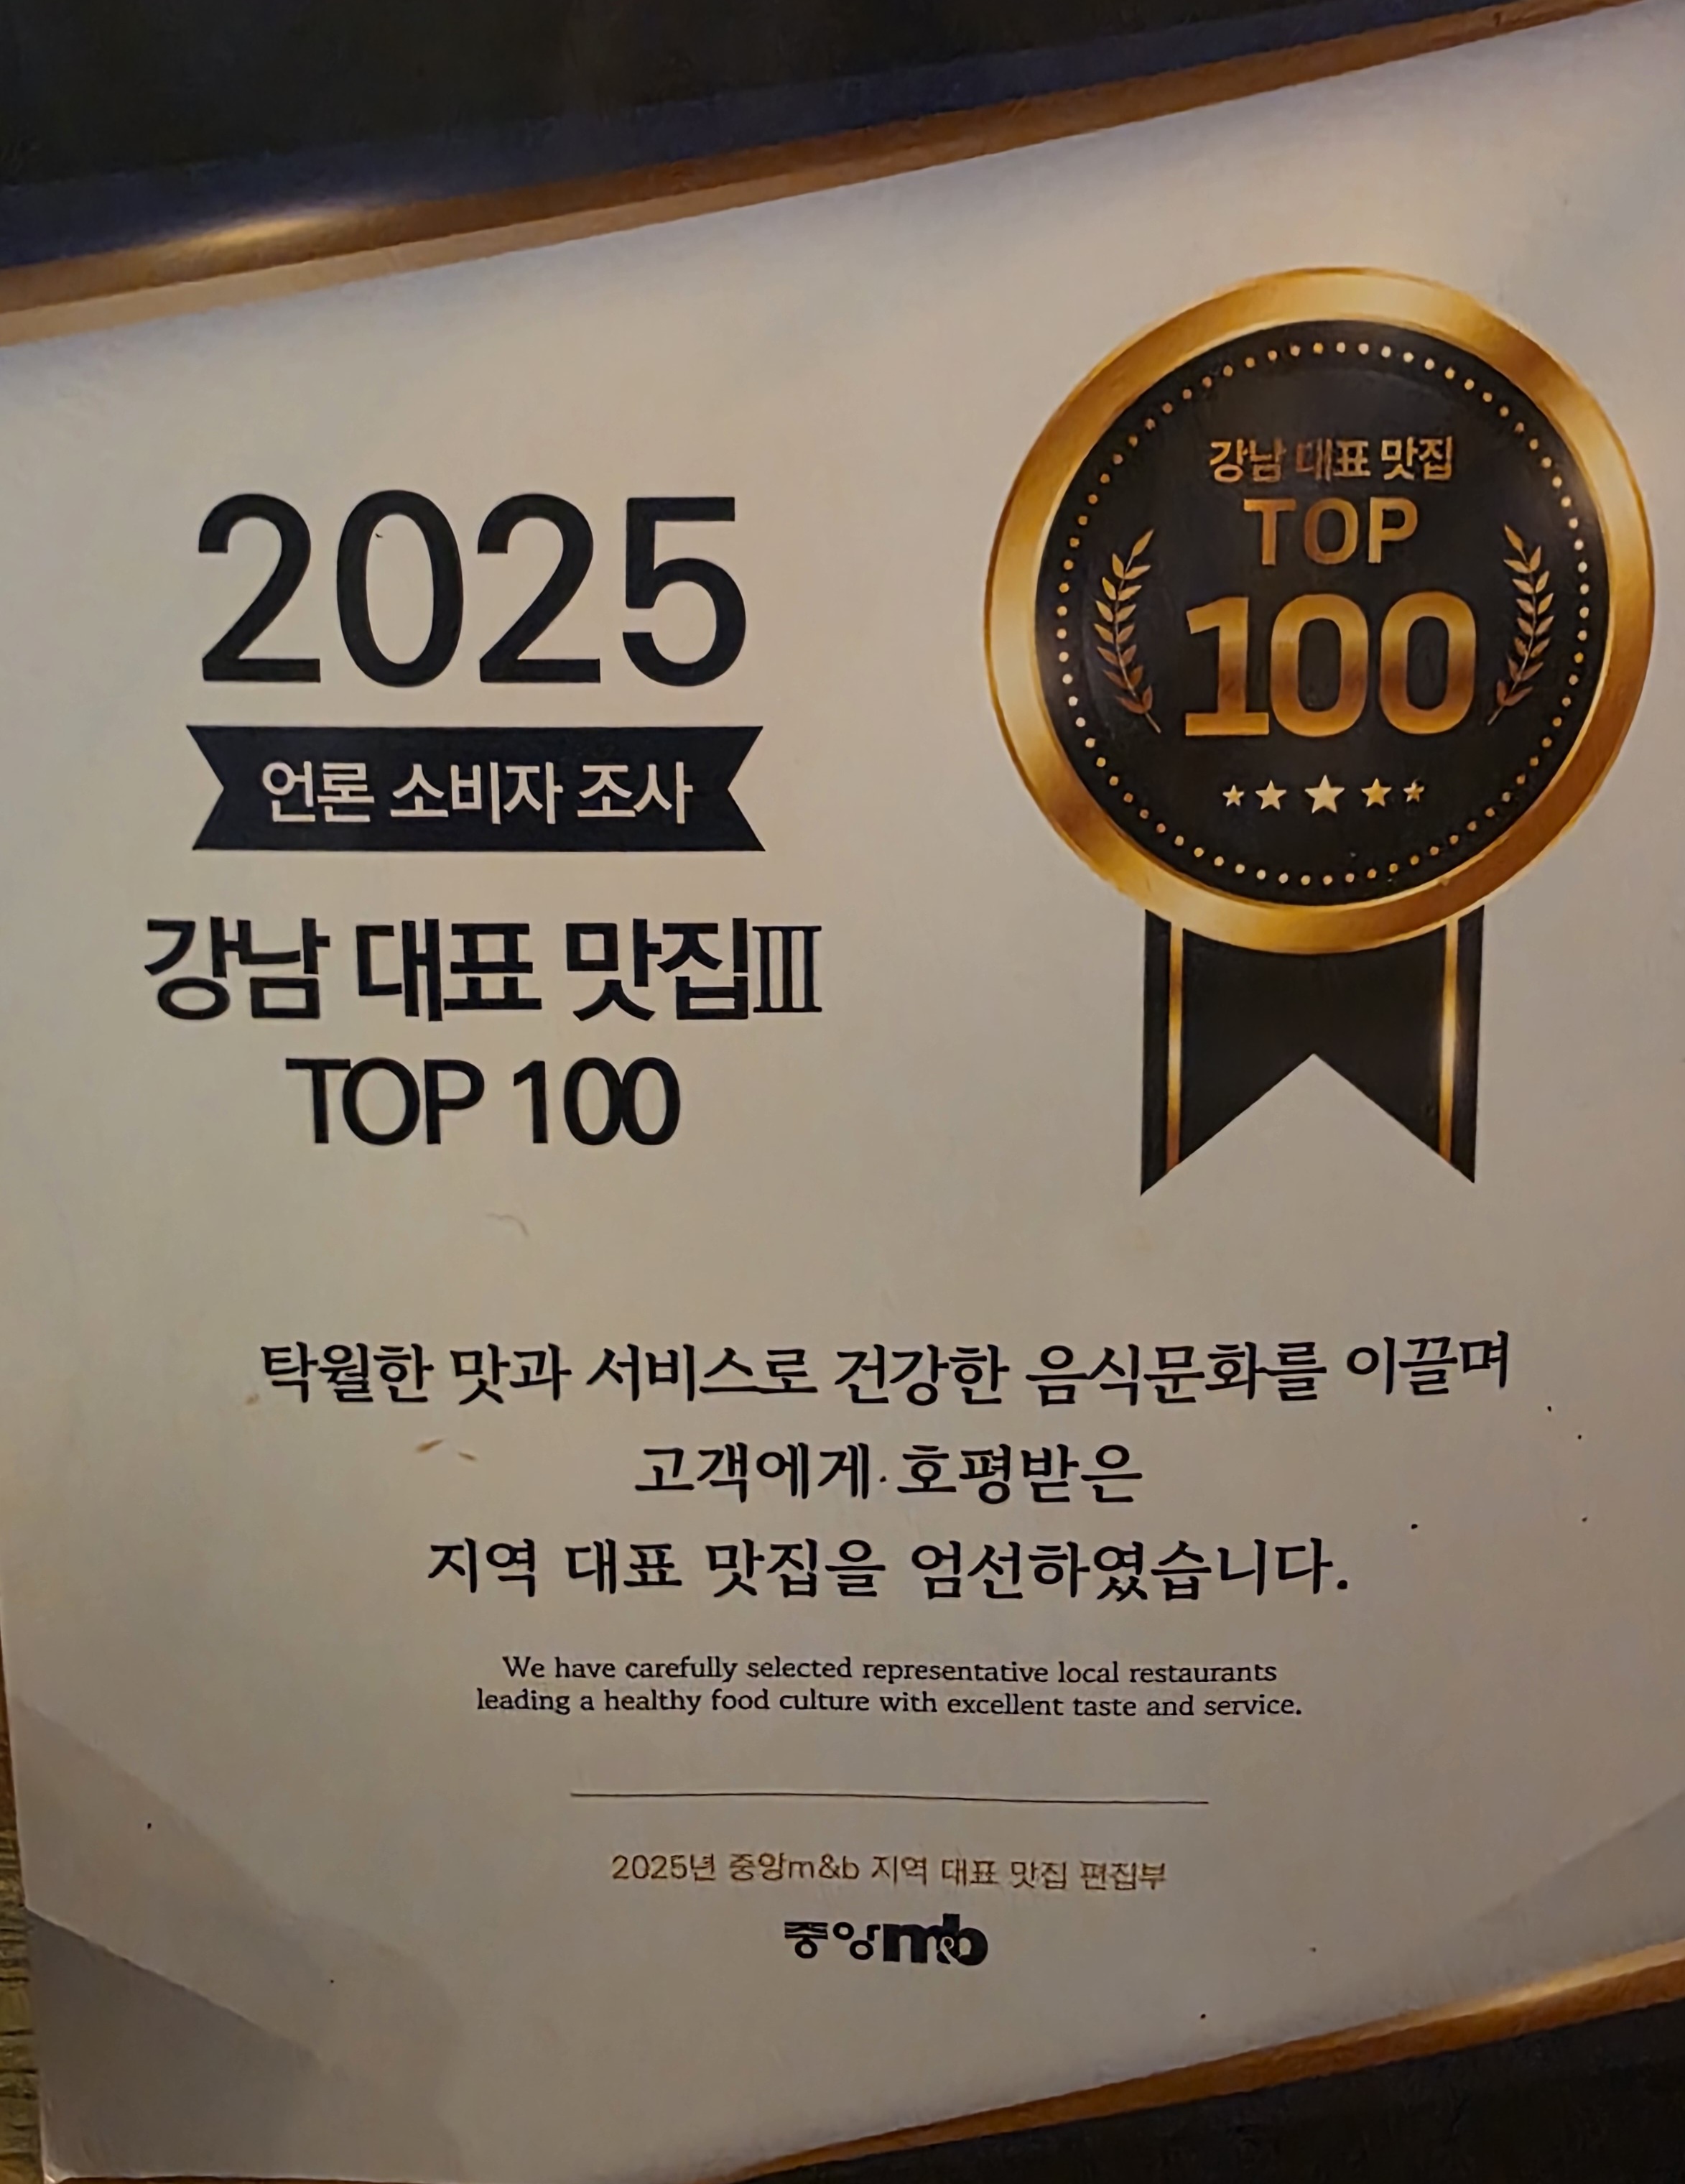 2025
언론 소비자 조사
강남 대표 맛집Ⅲ
TOP 100
강남 대표 맛집
TOP
100
탁월한 맛과 서비스로 건강한 음식문화를 이끌며
고객에게 호평받은
지역 대표 맛집을 엄선하였습니다.
We have carefully selected representative local restaurants
leading a healthy food culture with excellent taste and service.
2025년 중앙m&b 지역 대표 맛집 편집부
중앙m&b